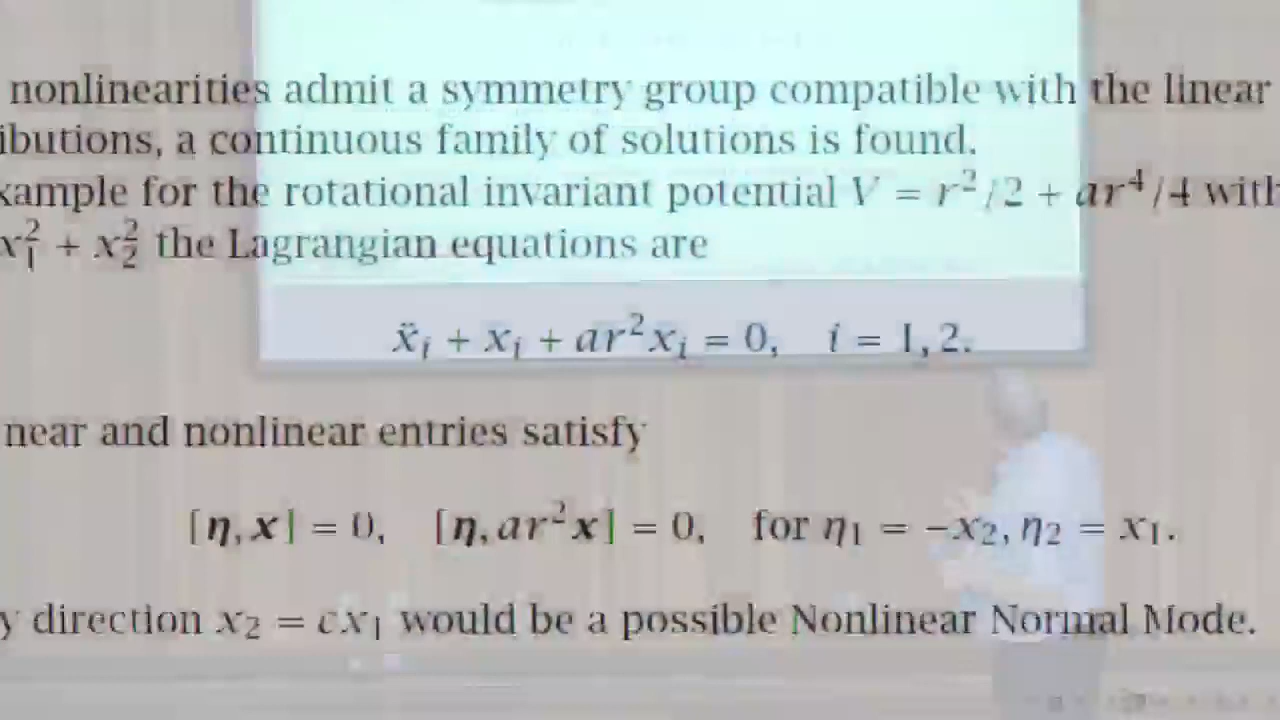 nonlinearities admit a symmetry group compatible with the linear
ibutions, a continuous family of solutions is found.
xample for the rotational invariant potential V = r²/2 + ar⁴/4 with
x₁² + x₂² the Lagrangian equations are
ẍᵢ + xᵢ + ar²xᵢ = 0, i = 1, 2.
near and nonlinear entries satisfy
[η, x] = 0, [η, ar²x] = 0, for η₁ = −x₂, η₂ = x₁.
y direction x₂ = cx₁ would be a possible Nonlinear Normal Mode.